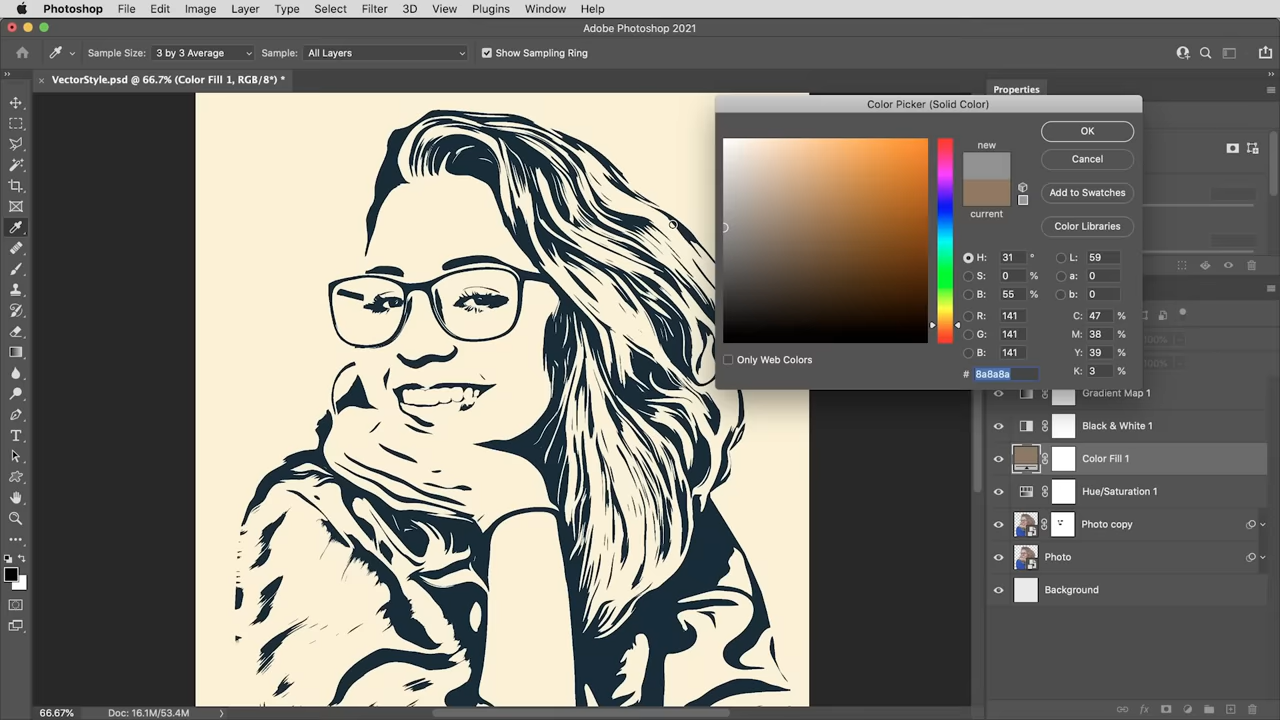 Photoshop File Edit Image Layer Type Select Filter 3D View Plugins Window Help
Adobe Photoshop 2021
Sample Size: 3 by 3 Average Sample: All Layers Show Sampling Ring
VectorStyle.psd @ 66.7% (Color Fill 1, RGB/8*) *
Properties
Color Picker (Solid Color)
new
current
OK
Cancel
Add to Swatches
Color Libraries
H: 31 °
S: 0 %
B: 55 %
R: 141
G: 141
B: 141
L: 59
a: 0
b: 0
C: 47 %
M: 38 %
Y: 39 %
K: 3 %
# 8a8a8a
Only Web Colors
Gradient Map 1
Black & White 1
Color Fill 1
Hue/Saturation 1
Photo copy
Photo
Background
66.67% Doc: 16.1M/53.4M